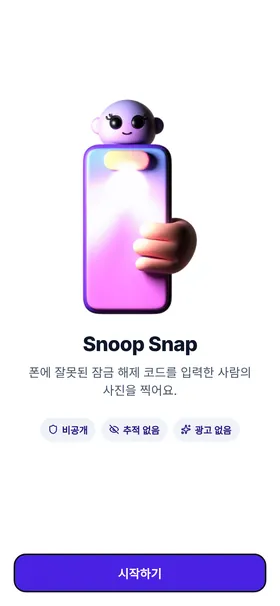 Snoop Snap
폰에 잘못된 잠금 해제 코드를 입력한 사람의
사진을 찍어요.
비공개 추적 없음 광고 없음
시작하기